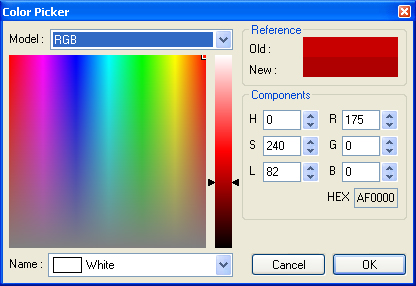 Color Picker
Model : RGB
Reference
Old :
New :
Components
H 0 R 175
S 240 G 0
L 82 B 0
HEX AF0000
Name : White
Cancel OK